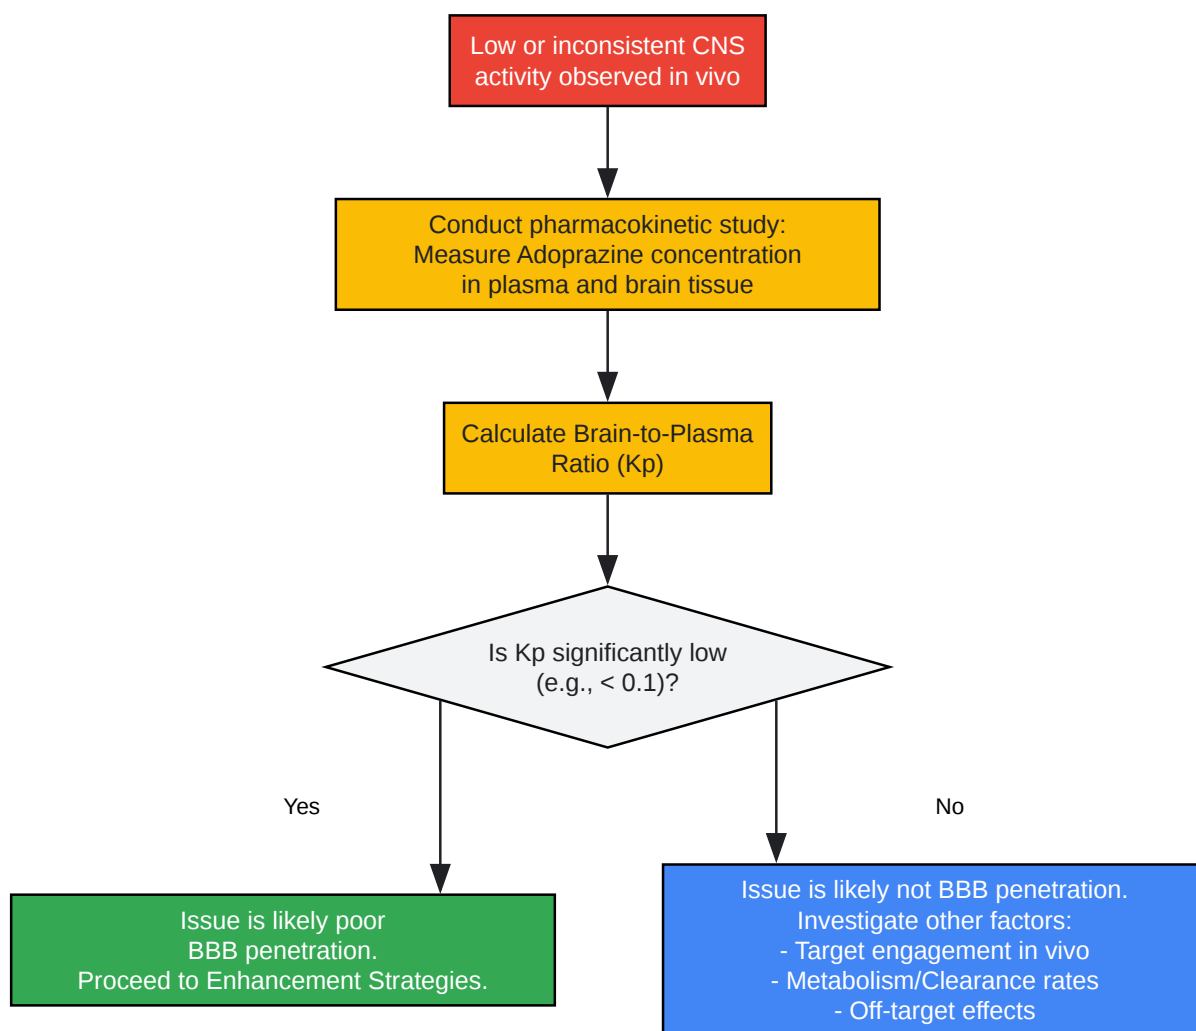 Low or inconsistent CNS
activity observed in vivo
Conduct pharmacokinetic study:
Measure Adoprazine concentration
in plasma and brain tissue
Calculate Brain-to-Plasma
Ratio (Kp)
Is Kp significantly low
(e.g., < 0.1)?
Yes
No
Issue is likely poor
BBB penetration.
Proceed to Enhancement Strategies.
Issue is likely not BBB penetration.
Investigate other factors:
- Target engagement in vivo
- Metabolism/Clearance rates
- Off-target effects